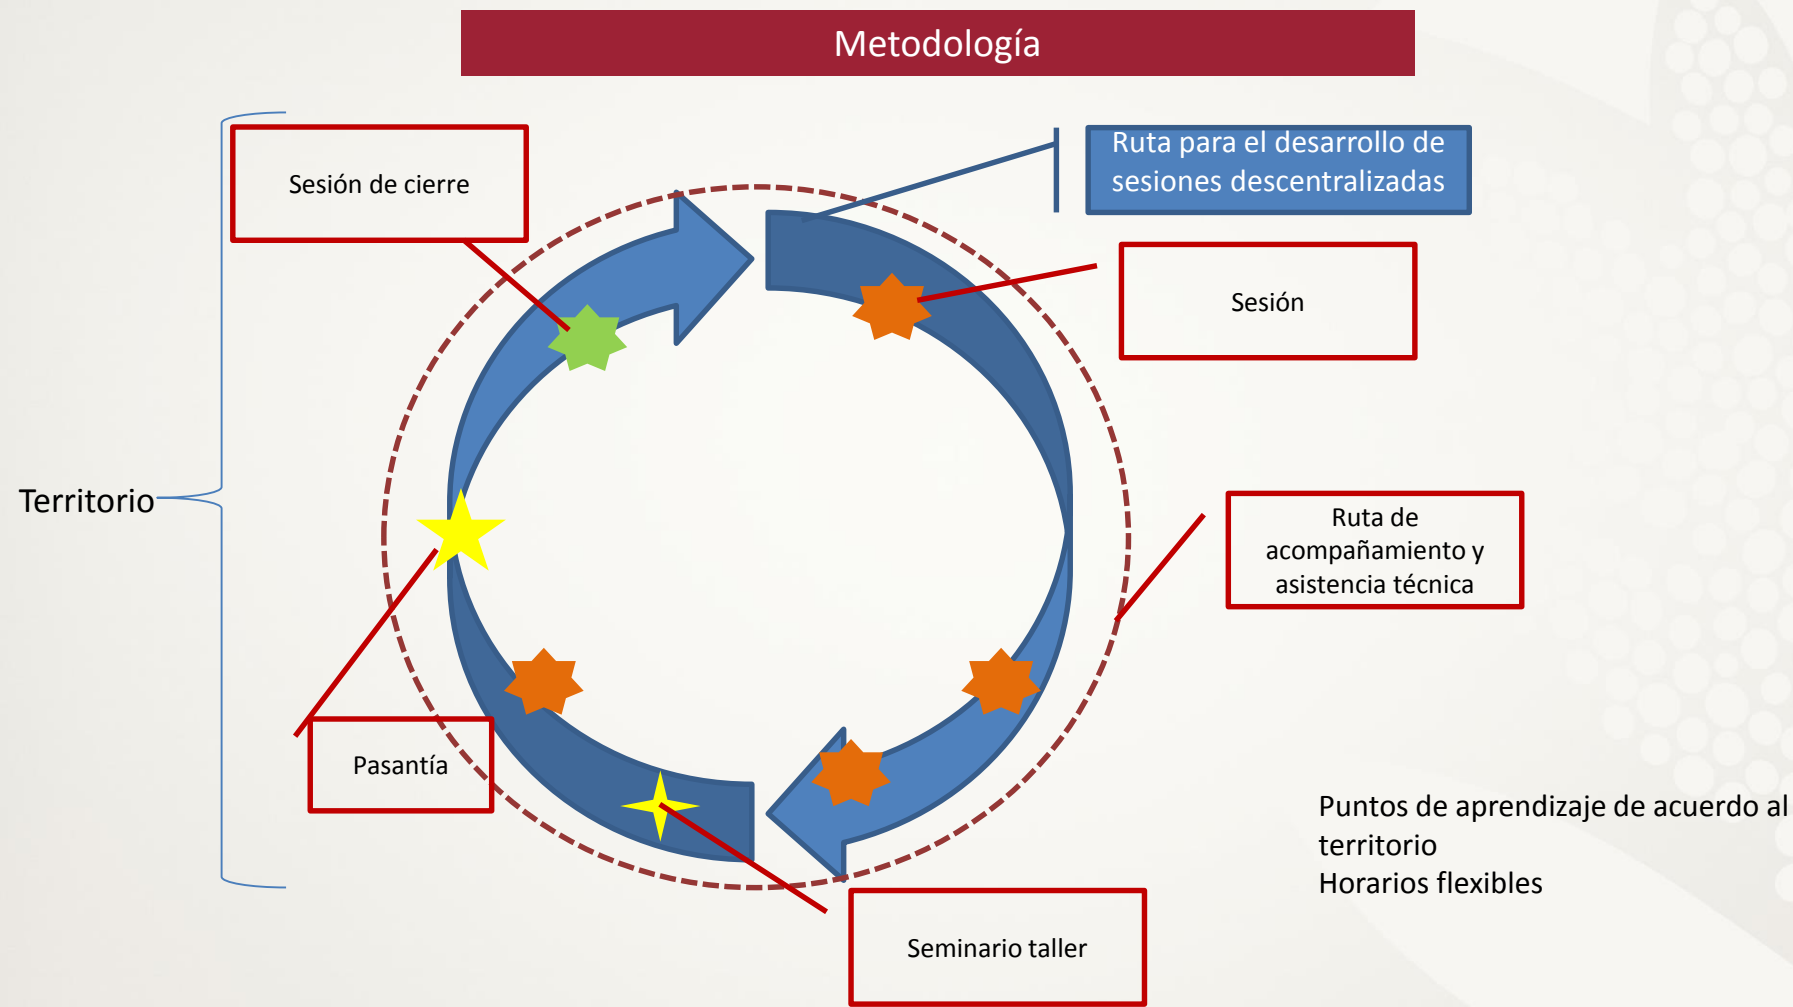 Metodología
Sesión de cierre
Ruta para el desarrollo de
sesiones descentralizadas
Sesión
Territorio
Ruta de
acompañamiento y
asistencia técnica
Pasantía
Puntos de aprendizaje de acuerdo al
territorio
Horarios flexibles
Seminario taller